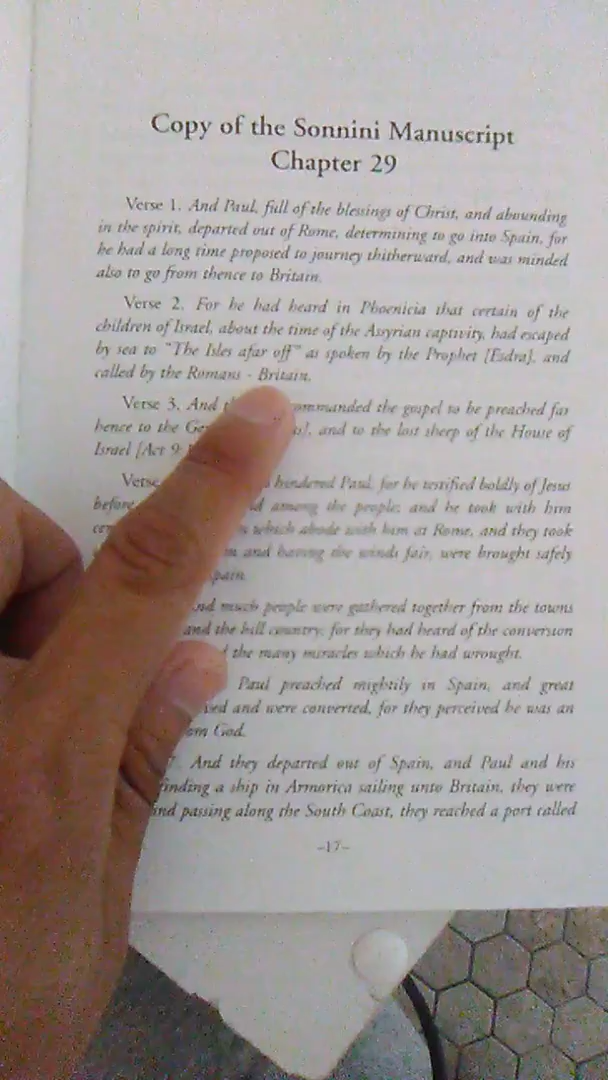 Copy of the Sonnini Manuscript
Chapter 29
Verse 1. And Paul, full of the blessings of Christ, and abounding
in the spirit, departed out of Rome, determining to go into Spain, for
he had a long time proposed to journey thitherward, and was minded
also to go from thence to Britain.
Verse 2. For he had heard in Phoenicia that certain of the
children of Israel, about the time of the Assyrian captivity, had escaped
by sea to "The Isles afar off" as spoken by the Prophet [Esdra], and
called by the Romans - Britain.
Verse 3. And commanded the gospel to be preached far
hence to the and to the lost sheep of the House of
Israel [Act 9:
Verse hindered Paul, for he testified boldly of Jesus
before among the people; and he took with him
which abode with him at Rome, and they took
and having the winds fair, were brought safely
much people were gathered together from the towns
and the hill country; for they had heard of the conversion
the many miracles which he had wrought.
Paul preached mightily in Spain, and great
and were converted, for they perceived he was an
God.
7. And they departed out of Spain, and Paul and his
finding a ship in Armorica sailing unto Britain, they were
and passing along the South Coast, they reached a port called
-17-